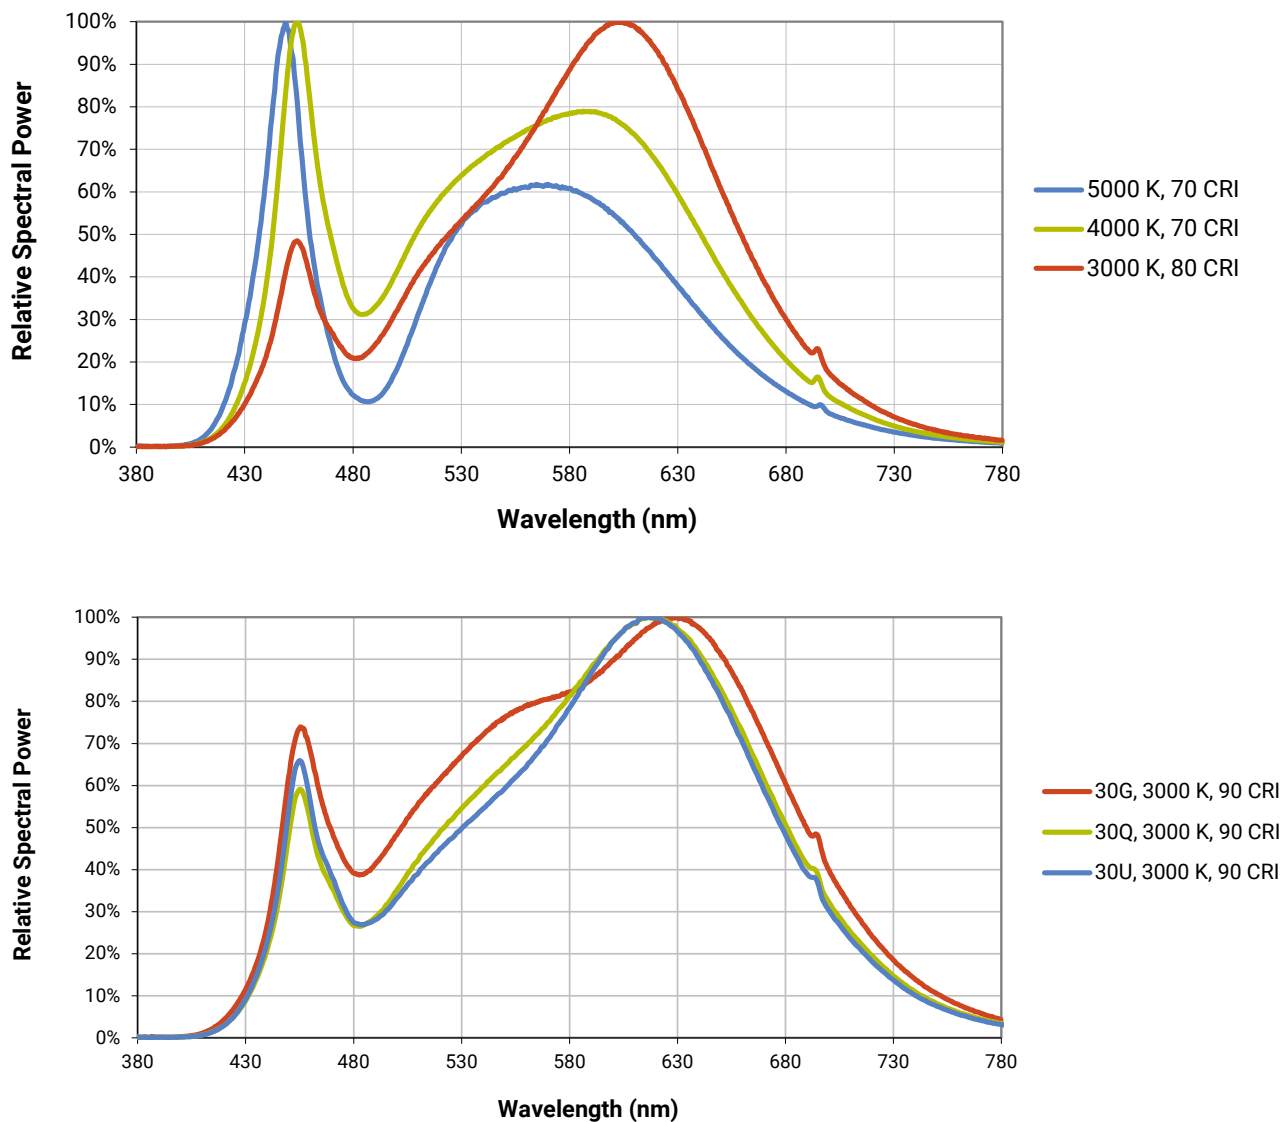 100%
90%
80%
70%
60%
50%
40%
30%
20%
10%
0%
Relative Spectral Power
380 430 480 530 580 630 680 730 780
Wavelength (nm)
5000 K, 70 CRI
4000 K, 70 CRI
3000 K, 80 CRI
100%
90%
80%
70%
60%
50%
40%
30%
20%
10%
0%
Relative Spectral Power
380 430 480 530 580 630 680 730 780
Wavelength (nm)
30G, 3000 K, 90 CRI
30Q, 3000 K, 90 CRI
30U, 3000 K, 90 CRI